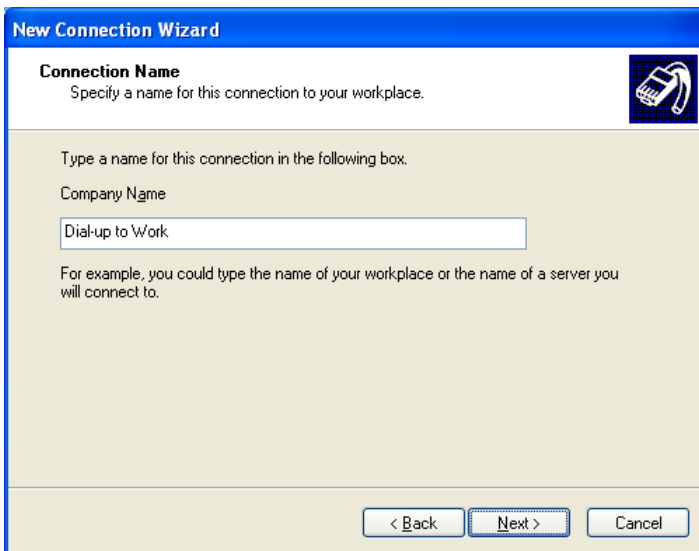 New Connection Wizard
Connection Name
Specify a name for this connection to your workplace.
Type a name for this connection in the following box.
Company Name
Dial-up to Work
For example, you could type the name of your workplace or the name of a server you
will connect to.
< Back Next > Cancel